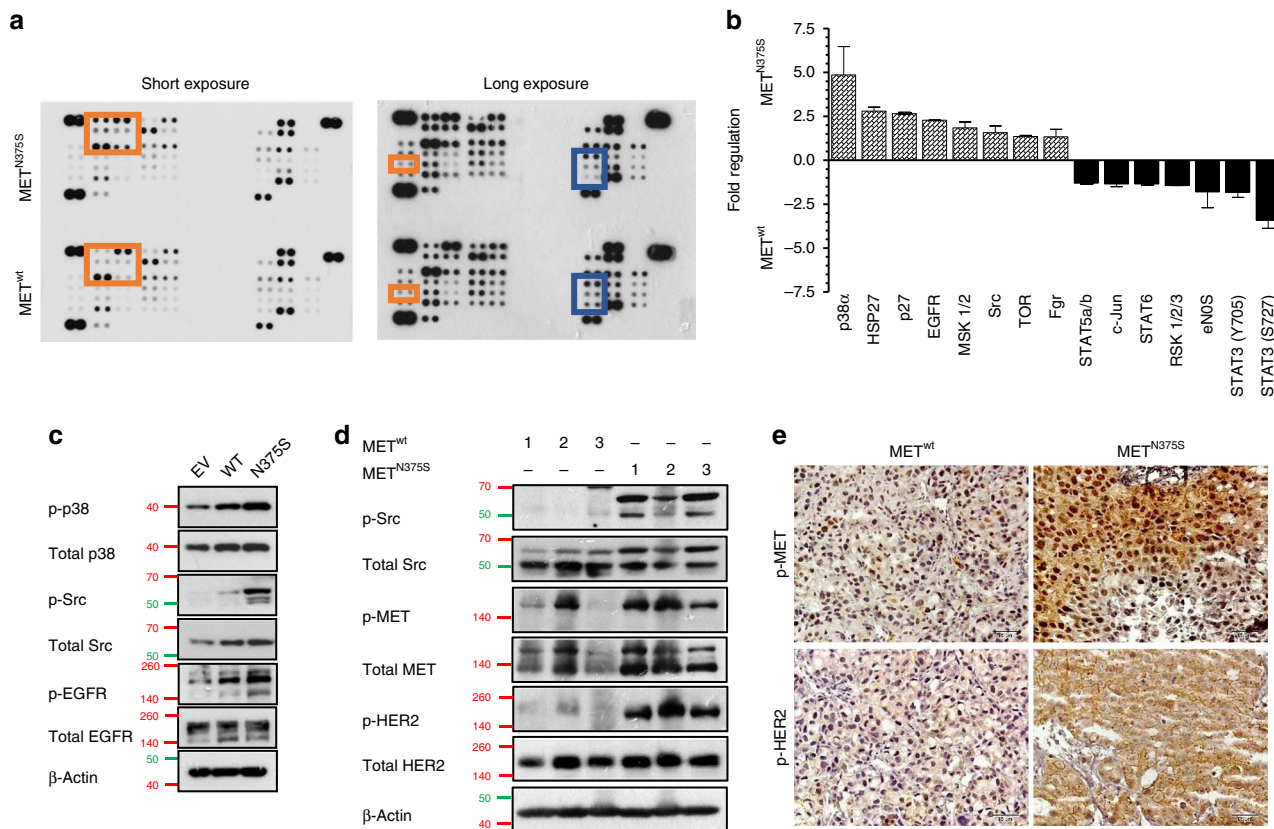 a
Short exposure
Long exposure
MET^N375S
MET^wt
b
MET^N375S
MET^wt
Fold regulation
7.5
5.0
2.5
0.0
−2.5
−5.0
−7.5
p38α
HSP27
p27
EGFR
MSK 1/2
Src
TOR
Fgr
STAT5a/b
c-Jun
STAT6
RSK 1/2/3
eN0S
STAT3 (Y705)
STAT3 (S727)
c
EV WT N375S
p-p38 40
Total p38 40
p-Src 70 50
Total Src 70 50
p-EGFR 260 140
Total EGFR 260 140
β-Actin 50 40
d
MET^wt 1 2 3 – – –
MET^N375S – – – 1 2 3
p-Src 70 50
Total Src 70 50
p-MET 140
Total MET 140
p-HER2 260 140
Total HER2 260 140
β-Actin 50 40
e
MET^wt MET^N375S
p-MET
p-HER2